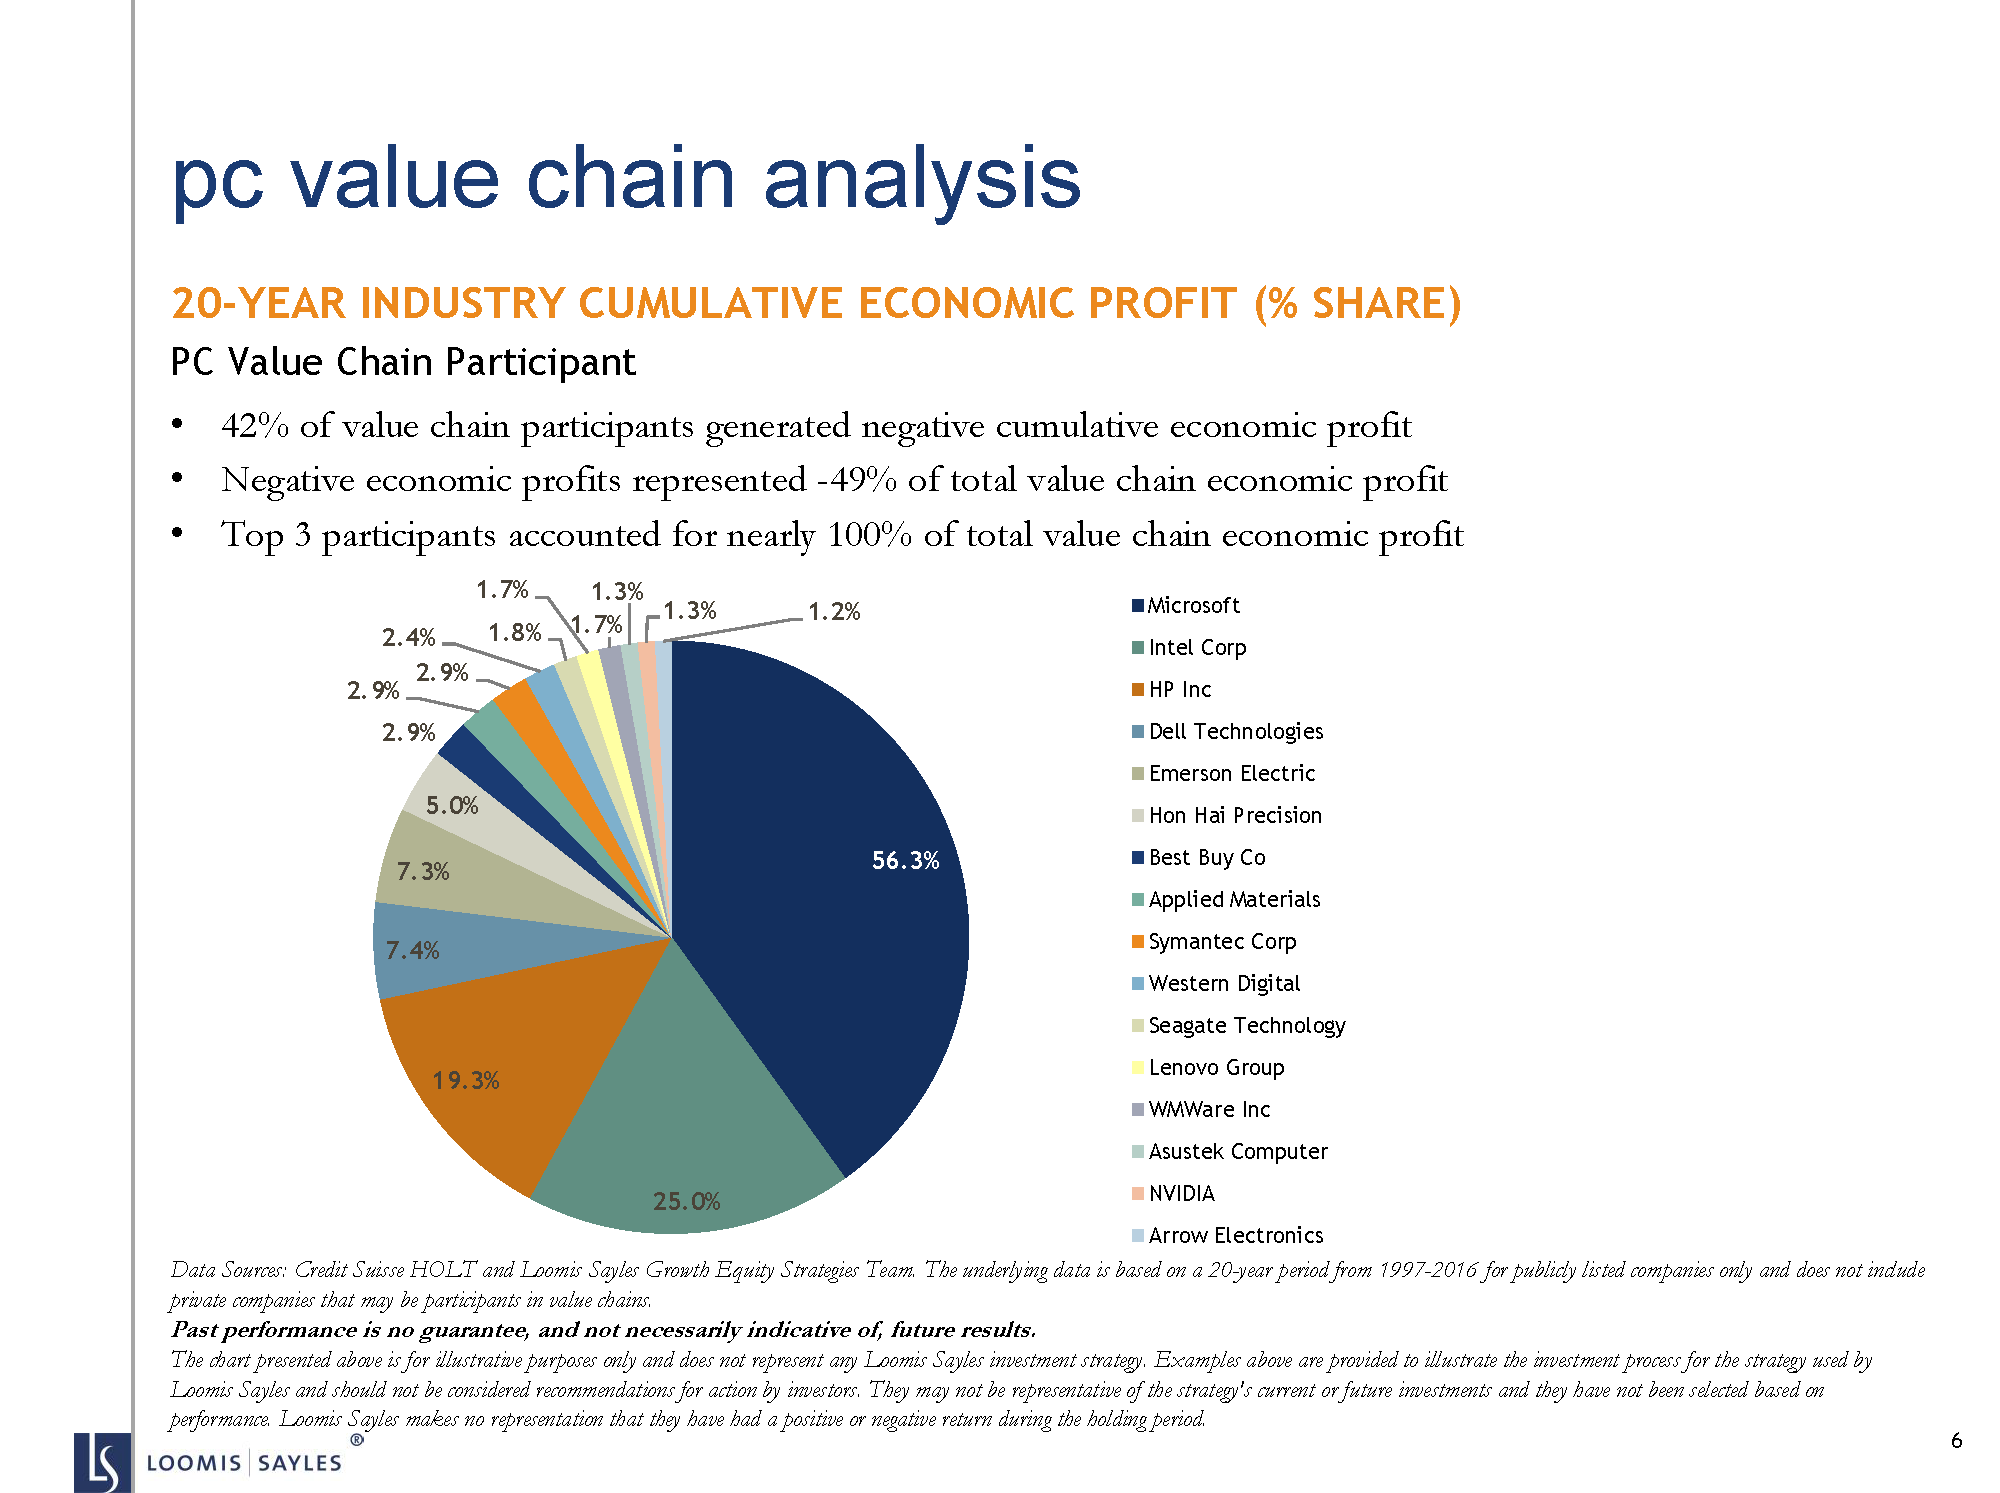 pc value chain analysis
20-YEAR INDUSTRY CUMULATIVE ECONOMIC PROFIT (% SHARE)
PC Value Chain Participant
• 42% of value chain participants generated negative cumulative economic profit
• Negative economic profits represented -49% of total value chain economic profit
• Top 3 participants accounted for nearly 100% of total value chain economic profit
1.7%
1.3%
1.3%
1.2%
2.4%
1.8%
1.7%
2.9%
2.9%
2.9%
5.0%
7.3%
7.4%
19.3%
25.0%
56.3%
Microsoft
Intel Corp
HP Inc
Dell Technologies
Emerson Electric
Hon Hai Precision
Best Buy Co
Applied Materials
Symantec Corp
Western Digital
Seagate Technology
Lenovo Group
WMWare Inc
Asustek Computer
NVIDIA
Arrow Electronics
Data Sources: Credit Suisse HOLT and Loomis Sayles Growth Equity Strategies Team. The underlying data is based on a 20-year period from 1997-2016 for publicly listed companies only and does not include
private companies that may be participants in value chains.
Past performance is no guarantee, and not necessarily indicative of, future results.
The chart presented above is for illustrative purposes only and does not represent any Loomis Sayles investment strategy. Examples above are provided to illustrate the investment process for the strategy used by
Loomis Sayles and should not be considered recommendations for action by investors. They may not be representative of the strategy's current or future investments and they have not been selected based on
performance. Loomis Sayles makes no representation that they have had a positive or negative return during the holding period.
LS LOOMIS | SAYLES ®
6